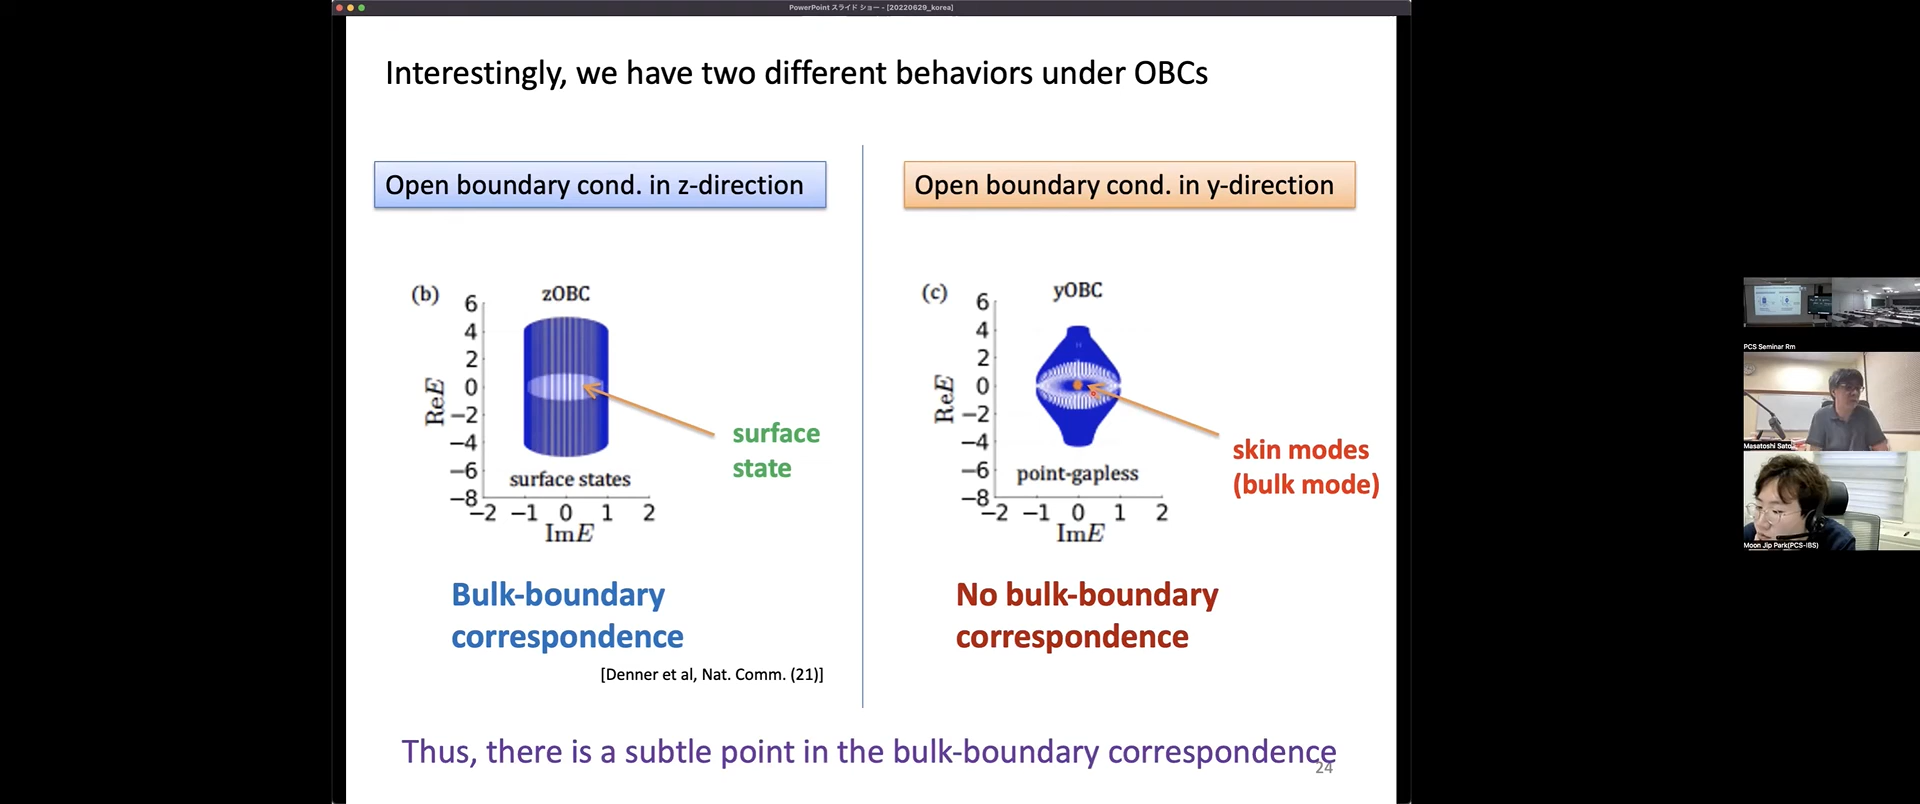 PowerPoint スライド ショー - [20220629_korea]
Interestingly, we have two different behaviors under OBCs
Open boundary cond. in z-direction
Open boundary cond. in y-direction
(b)
zOBC
6
4
2
0
−2
−4
−6
−8
ReE
surface states
−2 −1 0 1 2
ImE
surface
state
(c)
yOBC
6
4
2
0
−2
−4
−6
−8
ReE
point-gapless
−2 −1 0 1 2
ImE
skin modes
(bulk mode)
Bulk-boundary
correspondence
[Denner et al, Nat. Comm. (21)]
No bulk-boundary
correspondence
Thus, there is a subtle point in the bulk-boundary correspondence
24
PCS Seminar Rm
Masatoshi Sato
Moon Jip Park(PCS-IBS)